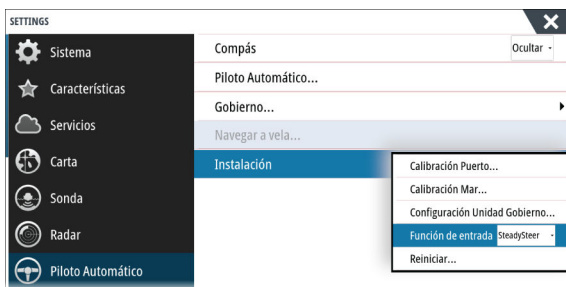 SETTINGS
Sistema
Características
Servicios
Carta
Sonda
Radar
Piloto Automático
Compás
Ocultar
Piloto Automático...
Gobierno...
Navegar a vela...
Instalación
Calibración Puerto...
Calibración Mar...
Configuración Unidad Gobierno...
Función de entrada SteadySteer
Reiniciar...